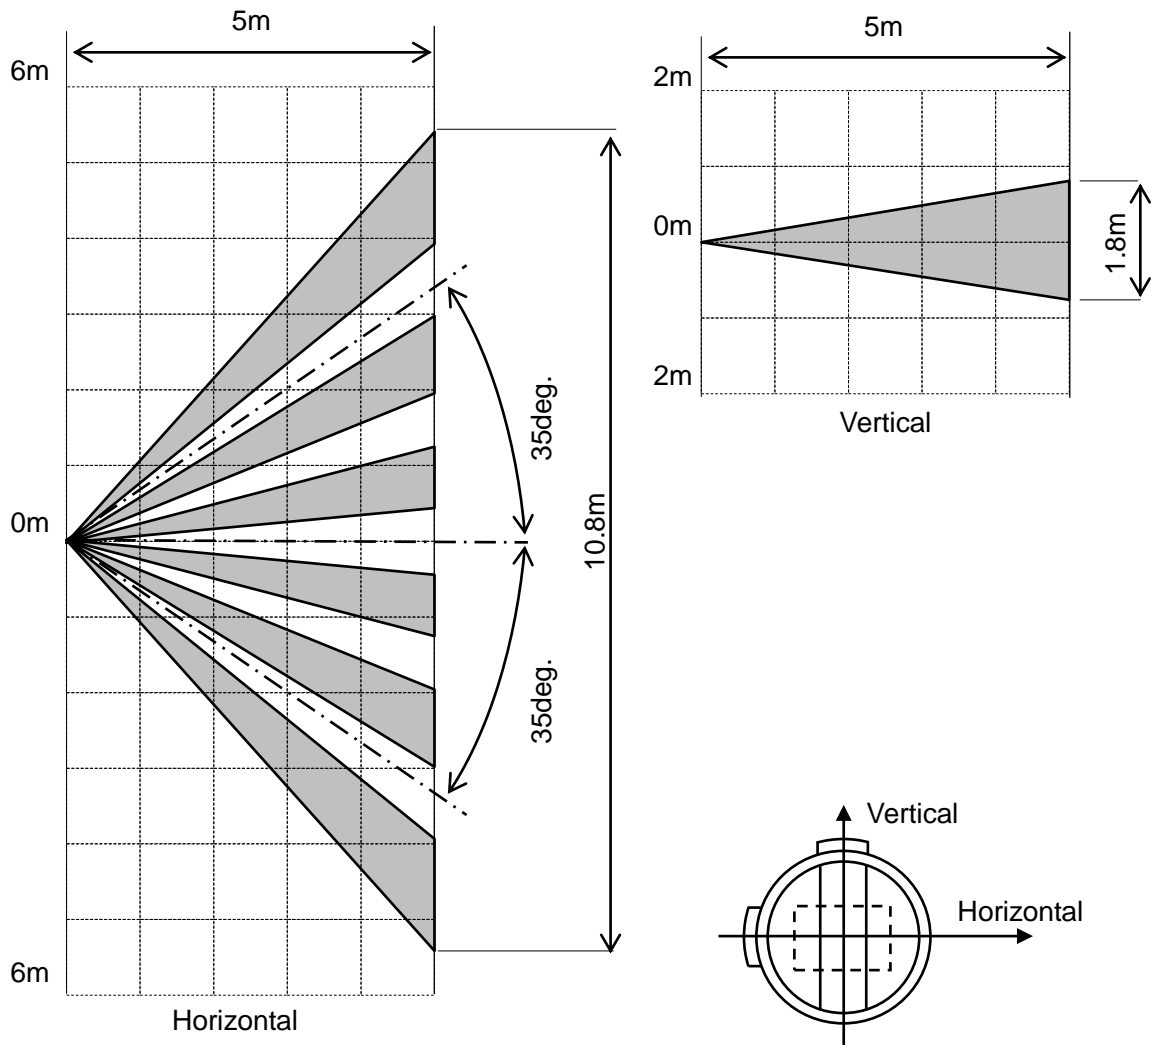 5m
6m
0m
6m
35deg.
35deg.
10.8m
Horizontal
5m
2m
0m
2m
1.8m
Vertical
Vertical
Horizontal